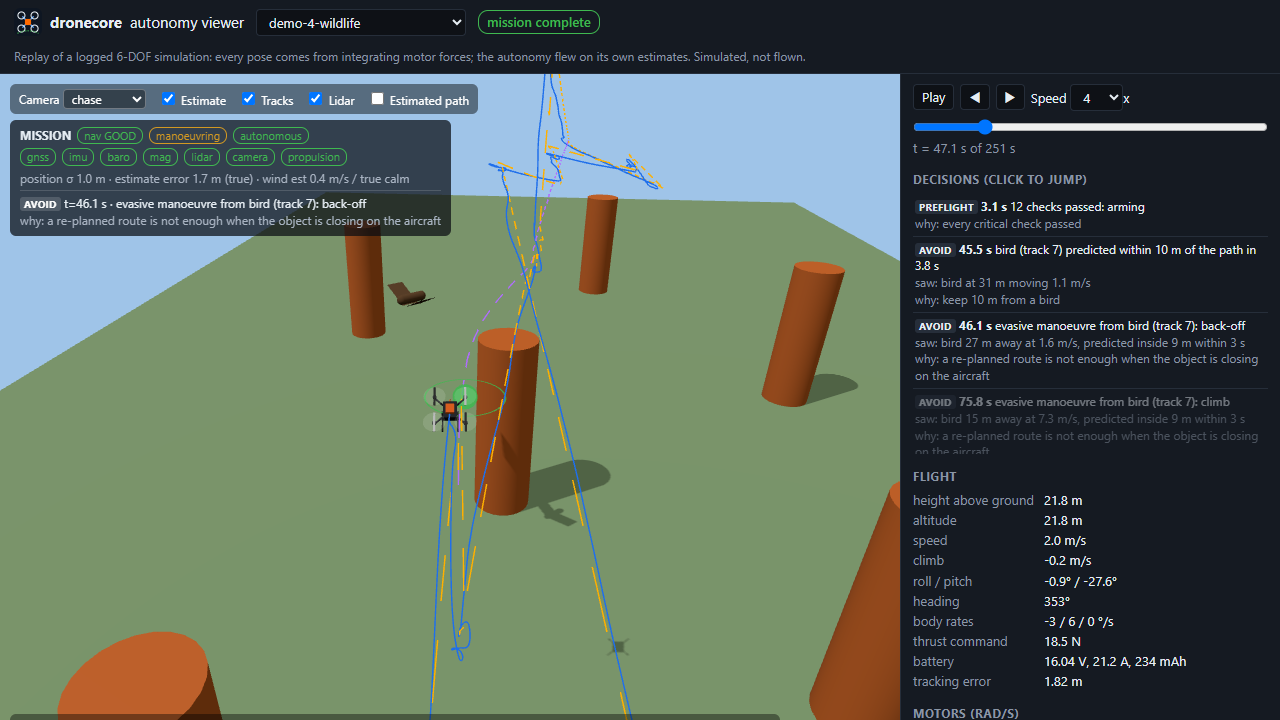 dronecore autonomy viewer demo-4-wildlife mission complete
Replay of a logged 6-DOF simulation: every pose comes from integrating motor forces; the autonomy flew on its own estimates. Simulated, not flown.
Camera chase Estimate Tracks Lidar Estimated path
MISSION nav GOOD manoeuvring autonomous
gnss imu baro mag lidar camera propulsion
position σ 1.0 m · estimate error 1.7 m (true) · wind est 0.4 m/s / true calm
AVOID t=46.1 s · evasive manoeuvre from bird (track 7): back-off
why: a re-planned route is not enough when the object is closing on the aircraft
Play Speed 4 x
t = 47.1 s of 251 s
DECISIONS (CLICK TO JUMP)
PREFLIGHT 3.1 s 12 checks passed: arming
why: every critical check passed
AVOID 45.5 s bird (track 7) predicted within 10 m of the path in
3.8 s
saw: bird at 31 m moving 1.1 m/s
why: keep 10 m from a bird
AVOID 46.1 s evasive manoeuvre from bird (track 7): back-off
saw: bird 27 m away at 1.6 m/s, predicted inside 9 m within 3 s
why: a re-planned route is not enough when the object is closing
on the aircraft
AVOID 75.8 s evasive manoeuvre from bird (track 7): climb
saw: bird 15 m away at 7.3 m/s, predicted inside 9 m within 3 s
why: a re-planned route is not enough when the object is closing
on the aircraft
FLIGHT
height above ground 21.8 m
altitude 21.8 m
speed 2.0 m/s
climb -0.2 m/s
roll / pitch -0.9° / -27.6°
heading 353°
body rates -3 / 6 / 0 °/s
thrust command 18.5 N
battery 16.04 V, 21.2 A, 234 mAh
tracking error 1.82 m
MOTORS (RAD/S)